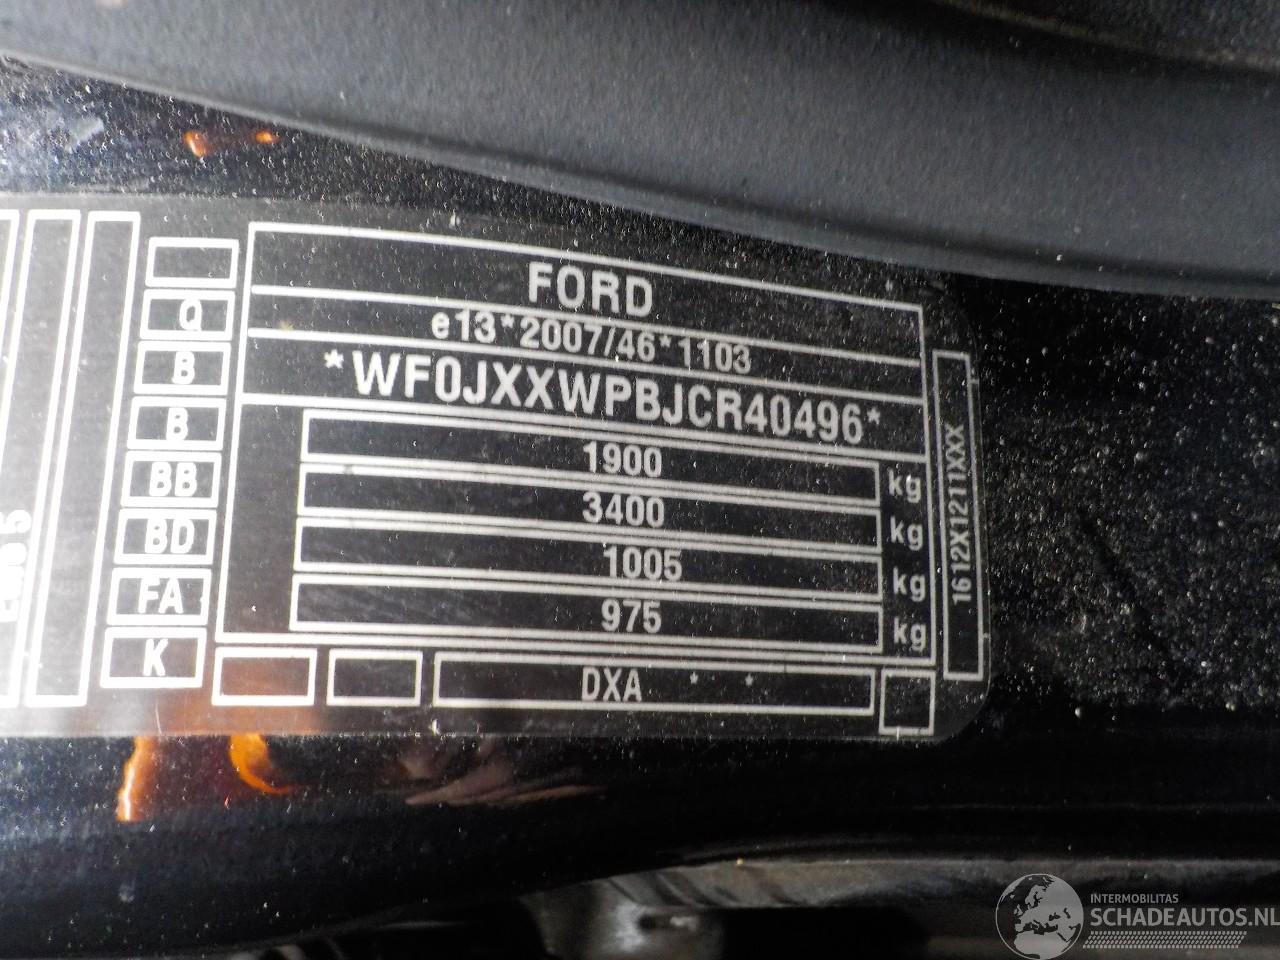 FORD
e13*2007/46*1103
*WF0JXXWPBJCR40496*
1900 kg
3400 kg
1005 kg
975 kg
DXA * *
Q
B
B
BB
BD
FA
K
1612X1211XXX
INTERMOBILITAS
SCHADEAUTOS.NL